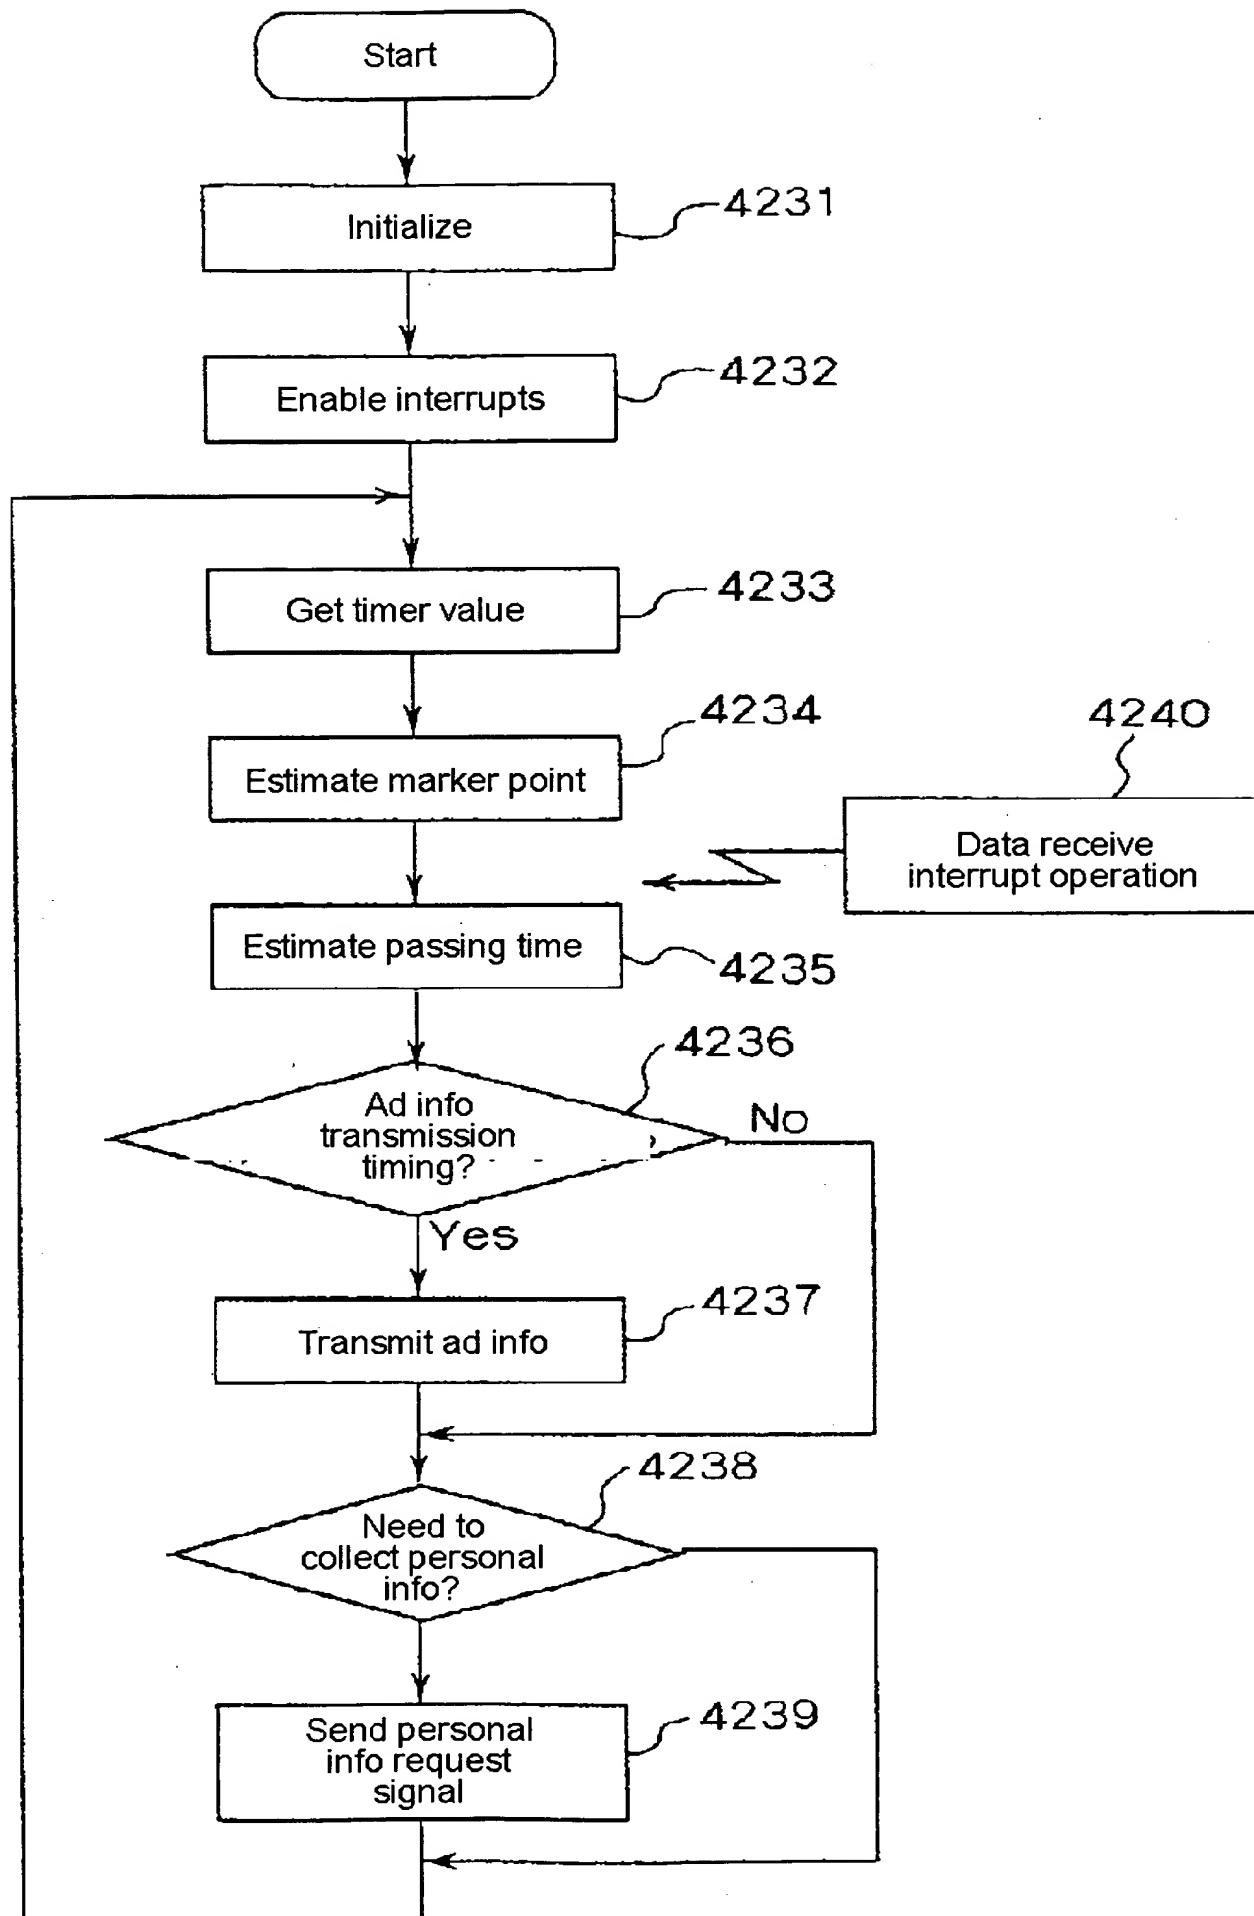 Start
Initialize
4231
Enable interrupts
4232
Get timer value
4233
Estimate marker point
4234
4240
Data receive
interrupt operation
Estimate passing time
4235
4236
Ad info
transmission
timing?
No
Yes
Transmit ad info
4237
4238
Need to
collect personal
info?
Send personal
info request
signal
4239